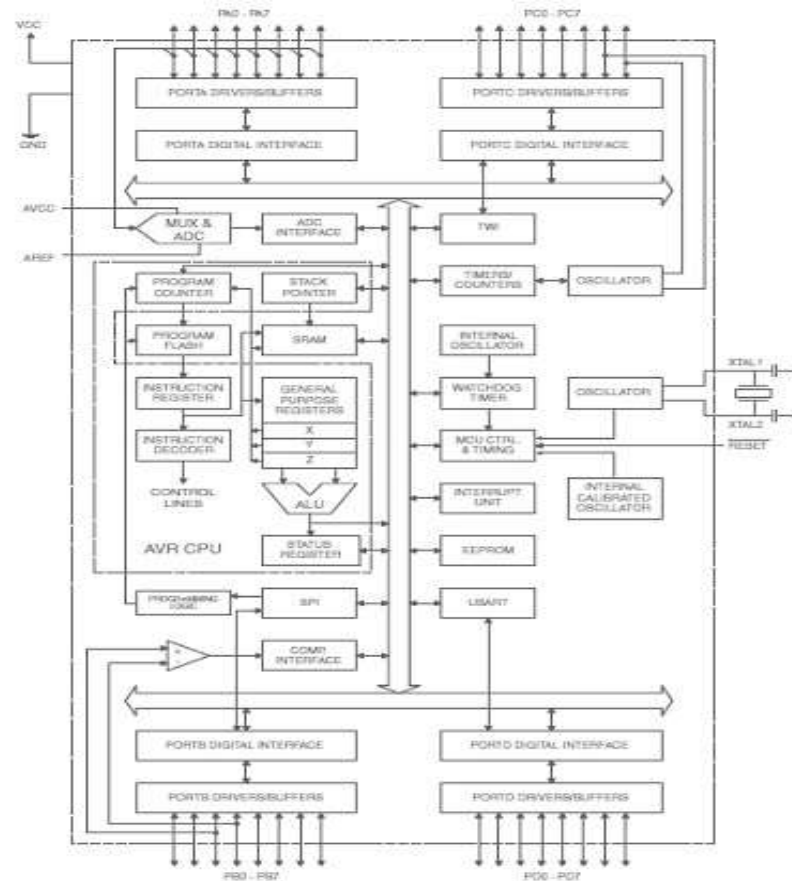 PA0 - PA7
PC0 - PC7
VCC
GND
PORTA DRIVERS/BUFFERS
PORTC DRIVERS/BUFFERS
PORTA DIGITAL INTERFACE
PORTC DIGITAL INTERFACE
AVCC
AREF
MUX &
ADC
ADC
INTERFACE
TWI
PROGRAM
COUNTER
STACK
POINTER
TIMERS/
COUNTERS
OSCILLATOR
PROGRAM
FLASH
SRAM
INTERNAL
OSCILLATOR
INSTRUCTION
REGISTER
GENERAL
PURPOSE
REGISTERS
X
Y
Z
WATCHDOG
TIMER
OSCILLATOR
XTAL1
XTAL2
RESET
INSTRUCTION
DECODER
MCU CTRL.
& TIMING
CONTROL
LINES
ALU
INTERRUPT
UNIT
INTERNAL
CALIBRATED
OSCILLATOR
AVR CPU
STATUS
REGISTER
EEPROM
PROGRAMMING
LOGIC
SPI
USART
+
-
COMP.
INTERFACE
PORTB DIGITAL INTERFACE
PORTD DIGITAL INTERFACE
PORTB DRIVERS/BUFFERS
PORTD DRIVERS/BUFFERS
PB0 - PB7
PD0 - PD7